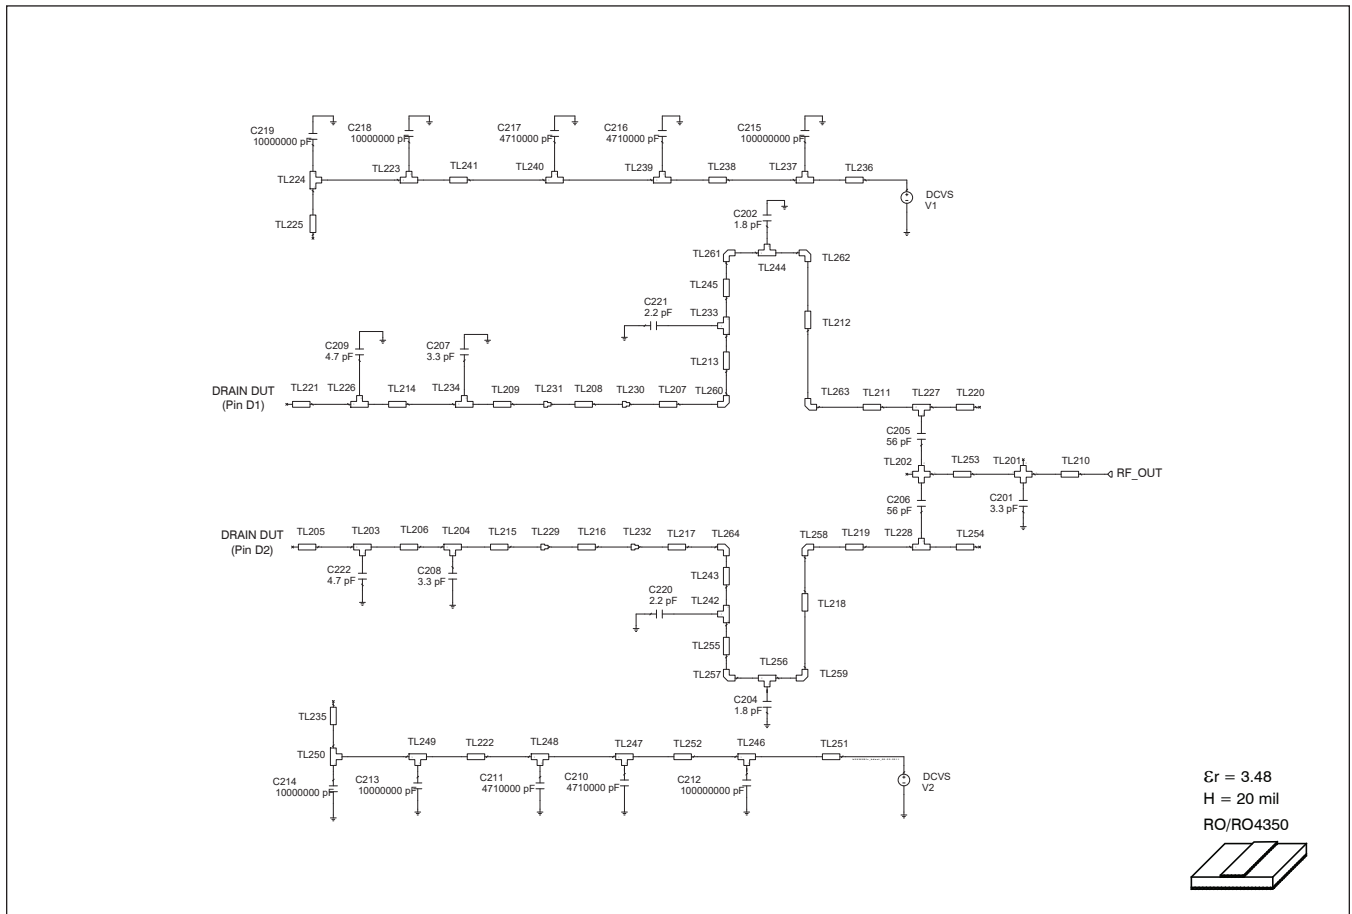 C219
10000000 pF
C218
10000000 pF
C217
4710000 pF
C216
4710000 pF
C215
100000000 pF
TL224
TL223
TL241
TL240
TL239
TL238
TL237
TL236
TL225
DCVS
V1
C202
1.8 pF
TL261
TL244
TL262
TL245
C221
2.2 pF
TL233
TL212
TL213
C209
4.7 pF
C207
3.3 pF
DRAIN DUT
(Pin D1)
TL221
TL226
TL214
TL234
TL209
TL231
TL208
TL230
TL207
TL260
TL263
TL211
TL227
TL220
C205
56 pF
TL202
TL253
TL201
TL210
RF_OUT
C206
56 pF
C201
3.3 pF
DRAIN DUT
(Pin D2)
TL205
TL203
TL206
TL204
TL215
TL229
TL216
TL232
TL217
TL264
TL258
TL219
TL228
TL254
C222
4.7 pF
C208
3.3 pF
TL243
C220
2.2 pF
TL242
TL218
TL255
TL257
TL256
TL259
C204
1.8 pF
TL235
TL250
TL249
TL222
TL248
TL247
TL252
TL246
TL251
C214
10000000 pF
C213
10000000 pF
C211
4710000 pF
C210
4710000 pF
C212
100000000 pF
DCVS
V2
Ɛr = 3.48
H = 20 mil
RO/RO4350